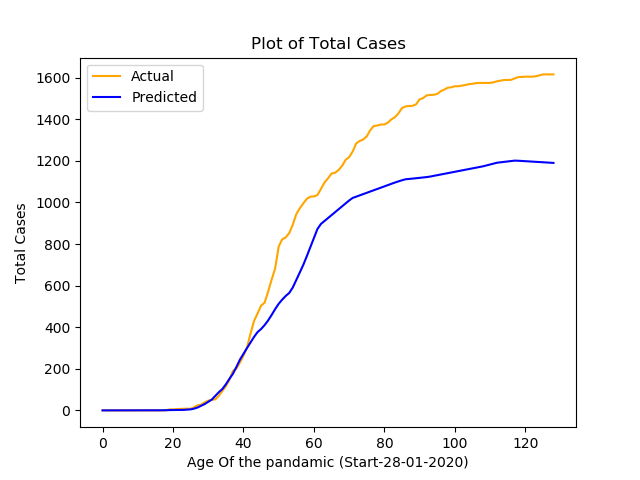 Plot of Total Cases
Actual
Predicted
1600
1400
1200
1000
800
600
400
200
0
Total Cases
0 20 40 60 80 100 120
Age Of the pandamic (Start-28-01-2020)